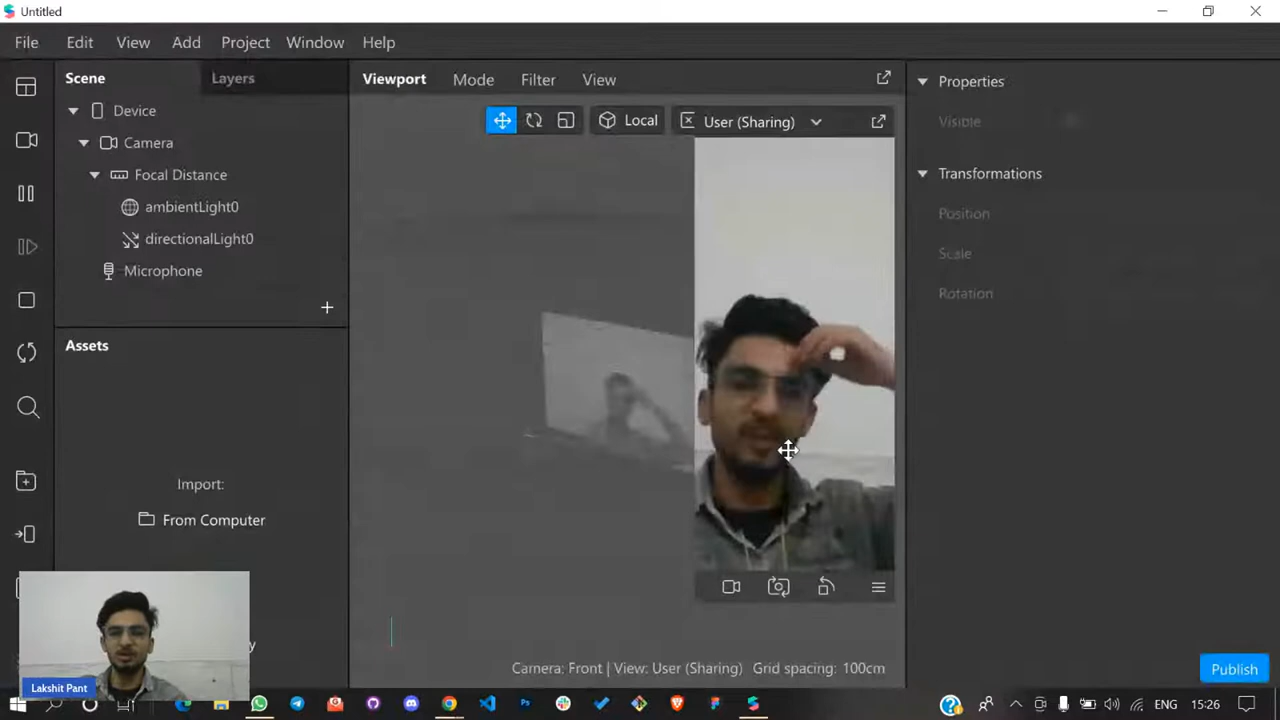 Untitled
File Edit View Add Project Window Help
Scene Layers
Device
Camera
Focal Distance
ambientLight0
directionalLight0
Microphone
+
Assets
Import:
From Computer
y
Lakshit Pant
Viewport Mode Filter View
Local User (Sharing)
Camera: Front | View: User (Sharing) Grid spacing: 100cm
Properties
Visible
Transformations
Position
Scale
Rotation
Publish
ENG 15:26